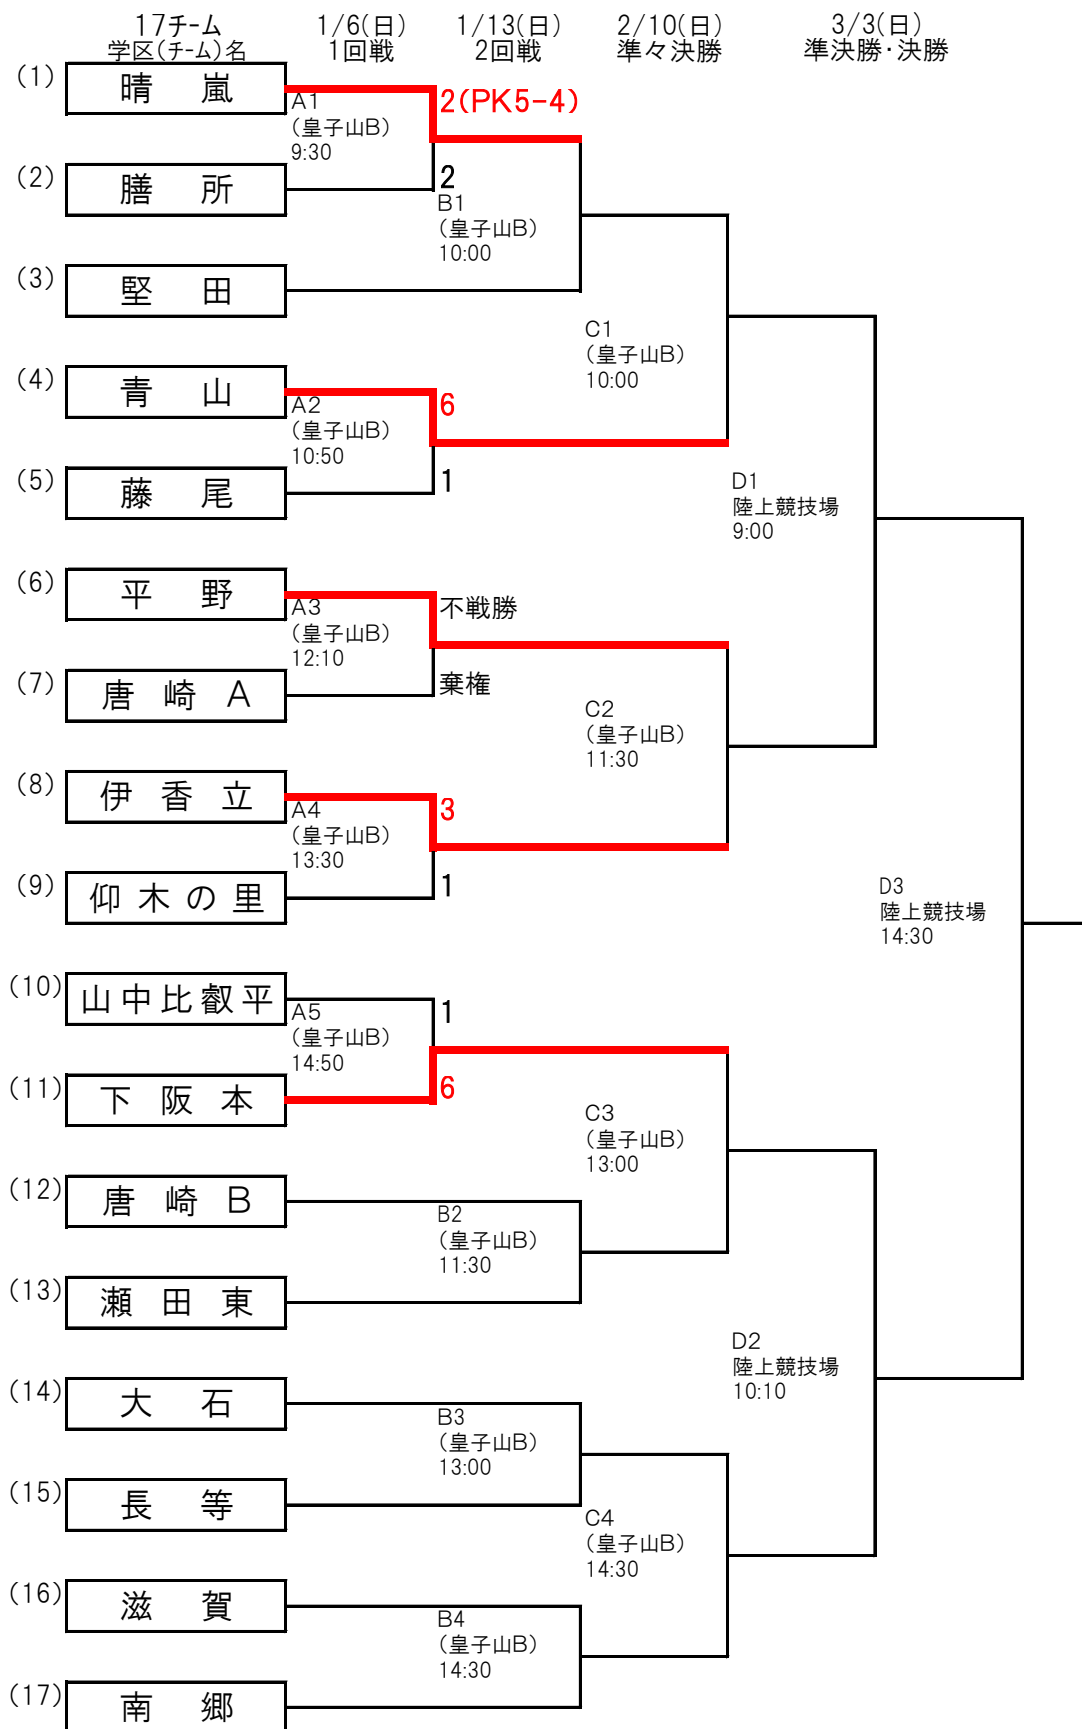 17チーム
学区(チーム)名
1/6(日)
1回戦
1/13(日)
2回戦
2/10(日)
準々決勝
3/3(日)
準決勝・決勝
(1)
晴嵐
A1
(皇子山B)
9:30
2(PK5-4)
(2)
膳所
2
B1
(皇子山B)
10:00
(3)
堅田
C1
(皇子山B)
10:00
(4)
青山
A2
(皇子山B)
10:50
6
(5)
藤尾
1
D1
陸上競技場
9:00
(6)
平野
A3
(皇子山B)
12:10
不戦勝
(7)
唐崎A
棄権
C2
(皇子山B)
11:30
(8)
伊香立
A4
(皇子山B)
13:30
3
(9)
仰木の里
1
D3
陸上競技場
14:30
(10)
山中比叡平
A5
(皇子山B)
14:50
1
(11)
下阪本
6
C3
(皇子山B)
13:00
(12)
唐崎B
B2
(皇子山B)
11:30
(13)
瀬田東
D2
陸上競技場
10:10
(14)
大石
B3
(皇子山B)
13:00
(15)
長等
C4
(皇子山B)
14:30
(16)
滋賀
B4
(皇子山B)
14:30
(17)
南郷